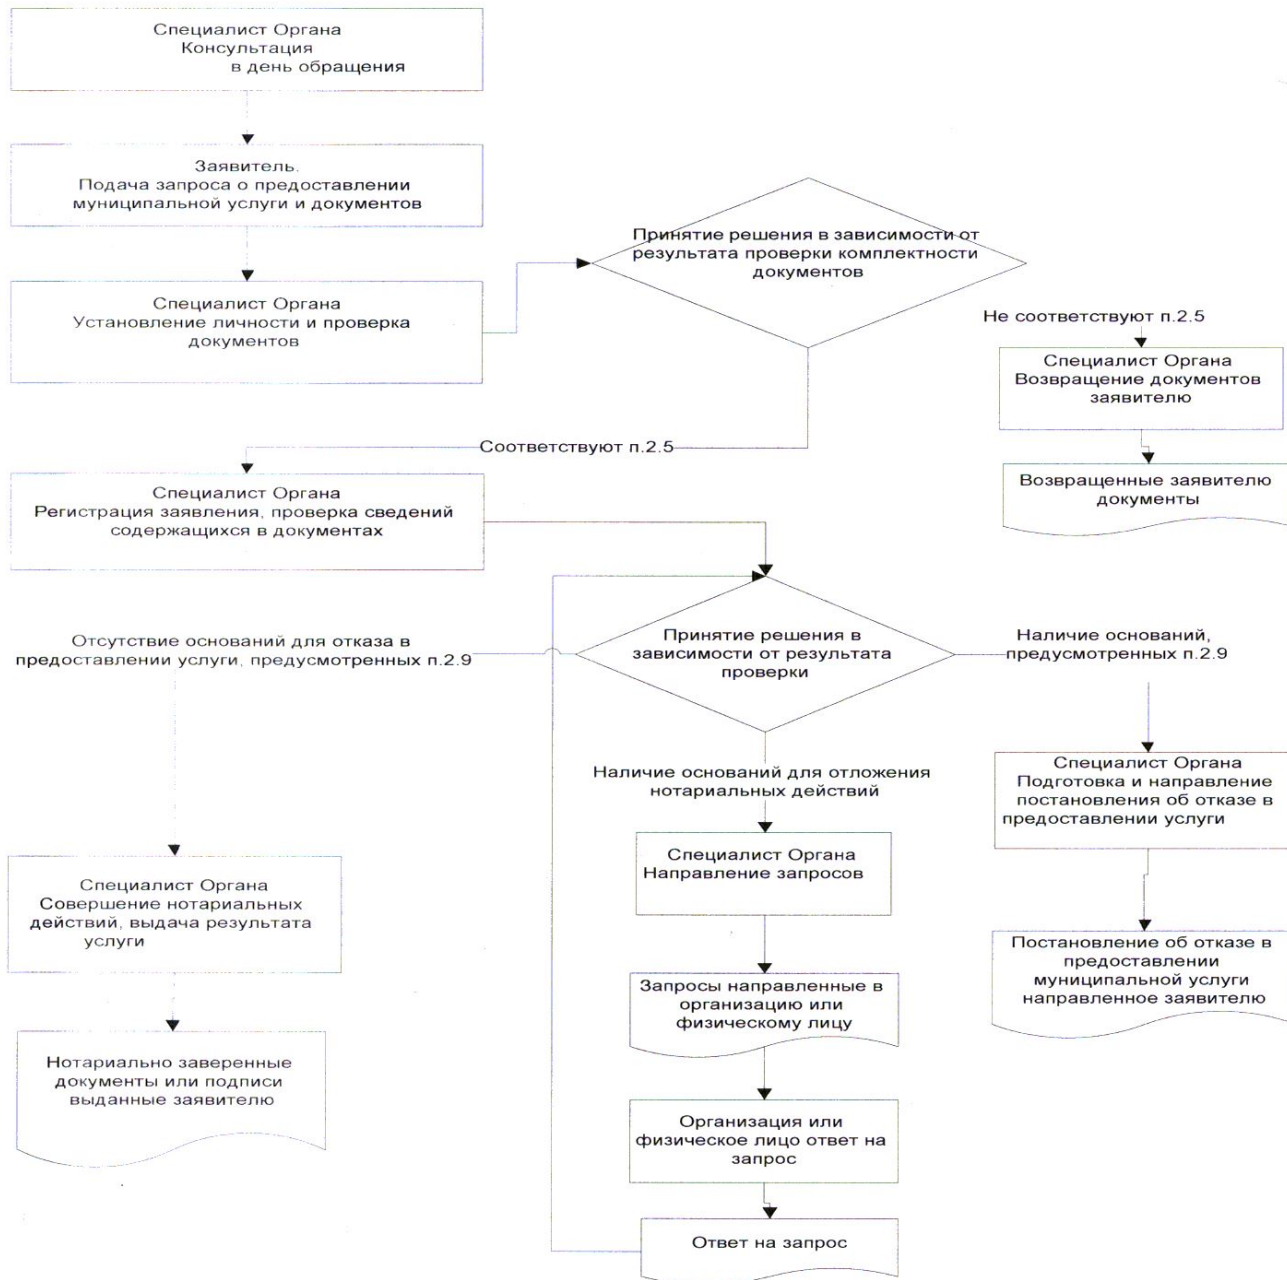 Специалист Органа
Консультация
в день обращения
Заявитель.
Подача запроса о предоставлении
муниципальной услуги и документов
Принятие решения в зависимости от
результата проверки комплектности
документов
Специалист Органа
Установление личности и проверка
документов
Не соответствуют п.2.5
Специалист Органа
Возвращение документов
заявителю
Соответствуют п.2.5
Возвращенные заявителю
документы
Специалист Органа
Регистрация заявления, проверка сведений
содержащихся в документах
Отсутствие оснований для отказа в
предоставлении услуги, предусмотренных п.2.9
Принятие решения в
зависимости от результата
проверки
Наличие оснований,
предусмотренных п.2.9
Наличие оснований для отложения
нотариальных действий
Специалист Органа
Подготовка и направление
постановления об отказе в
предоставлении услуги
Специалист Органа
Направление запросов
Специалист Органа
Совершение нотариальных
действий, выдача результата
услуги
Постановление об отказе в
предоставлении
муниципальной услуги
направленное заявителю
Запросы направленные в
организацию или
физическому лицу
Нотариально заверенные
документы или подписи
выданные заявителю
Организация или
физическое лицо ответ на
запрос
Ответ на запрос